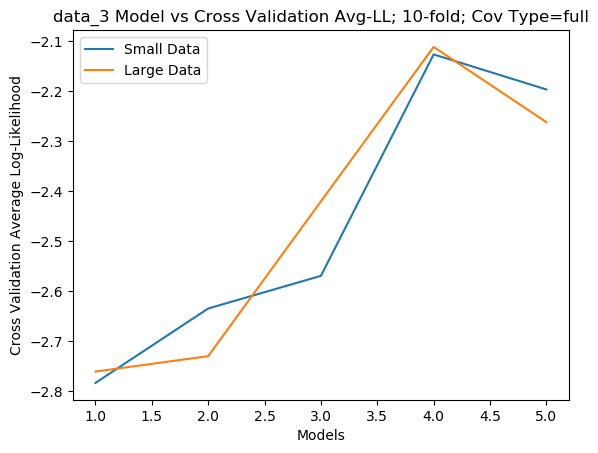 data_3 Model vs Cross Validation Avg-LL; 10-fold; Cov Type=full
Small Data
Large Data
Cross Validation Average Log-Likelihood
−2.1
−2.2
−2.3
−2.4
−2.5
−2.6
−2.7
−2.8
1.0 1.5 2.0 2.5 3.0 3.5 4.0 4.5 5.0
Models